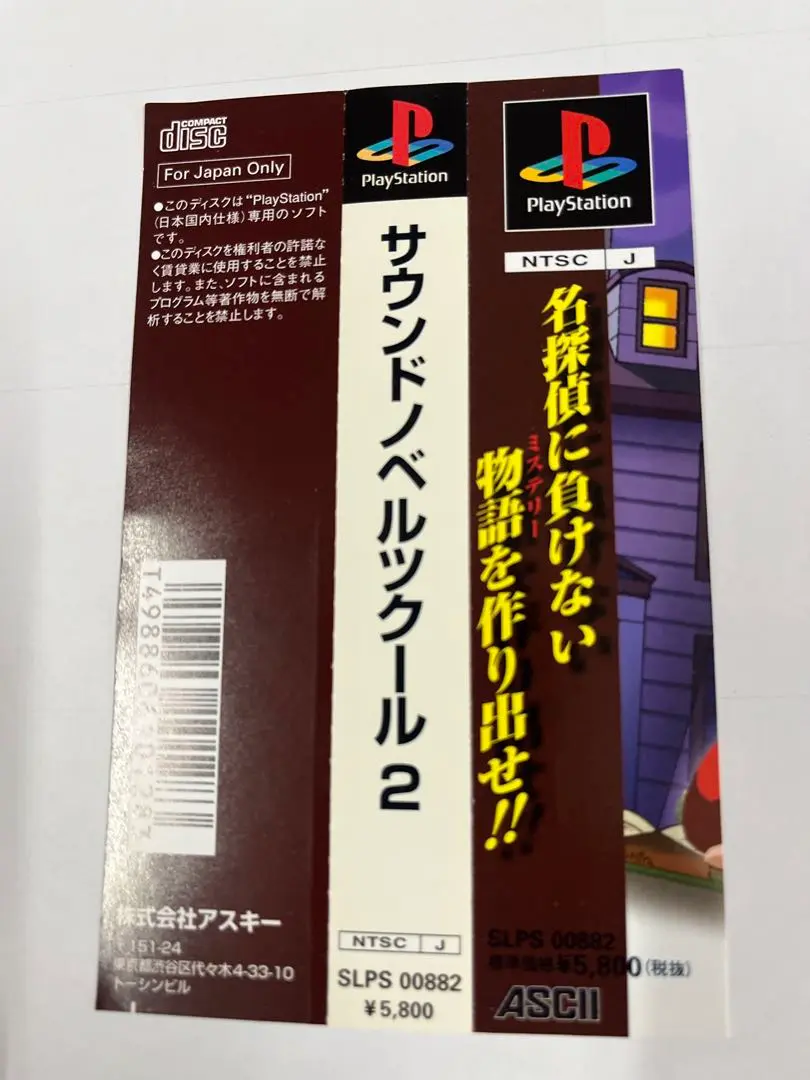 COMPACT
disc
For Japan Only
●このディスクは“PlayStation”
(日本国内仕様)専用のソフト
です。
●このディスクを権利者の許諾な
く賃貸業に使用することを禁止
します。また、ソフトに含まれる
プログラム等著作物を無断で解
析することを禁止します。
株式会社アスキー
〒151-24
東京都渋谷区代々木4-33-10
トーシンビル
PlayStation
サウンドノベルツクール2
NTSC J
SLPS 00882
¥5,800
PlayStation
NTSC J
名探偵に負けない
ミステリー
物語を作り出せ!!
SLPS 00882
標準価格¥5,800(税抜)
ASCII